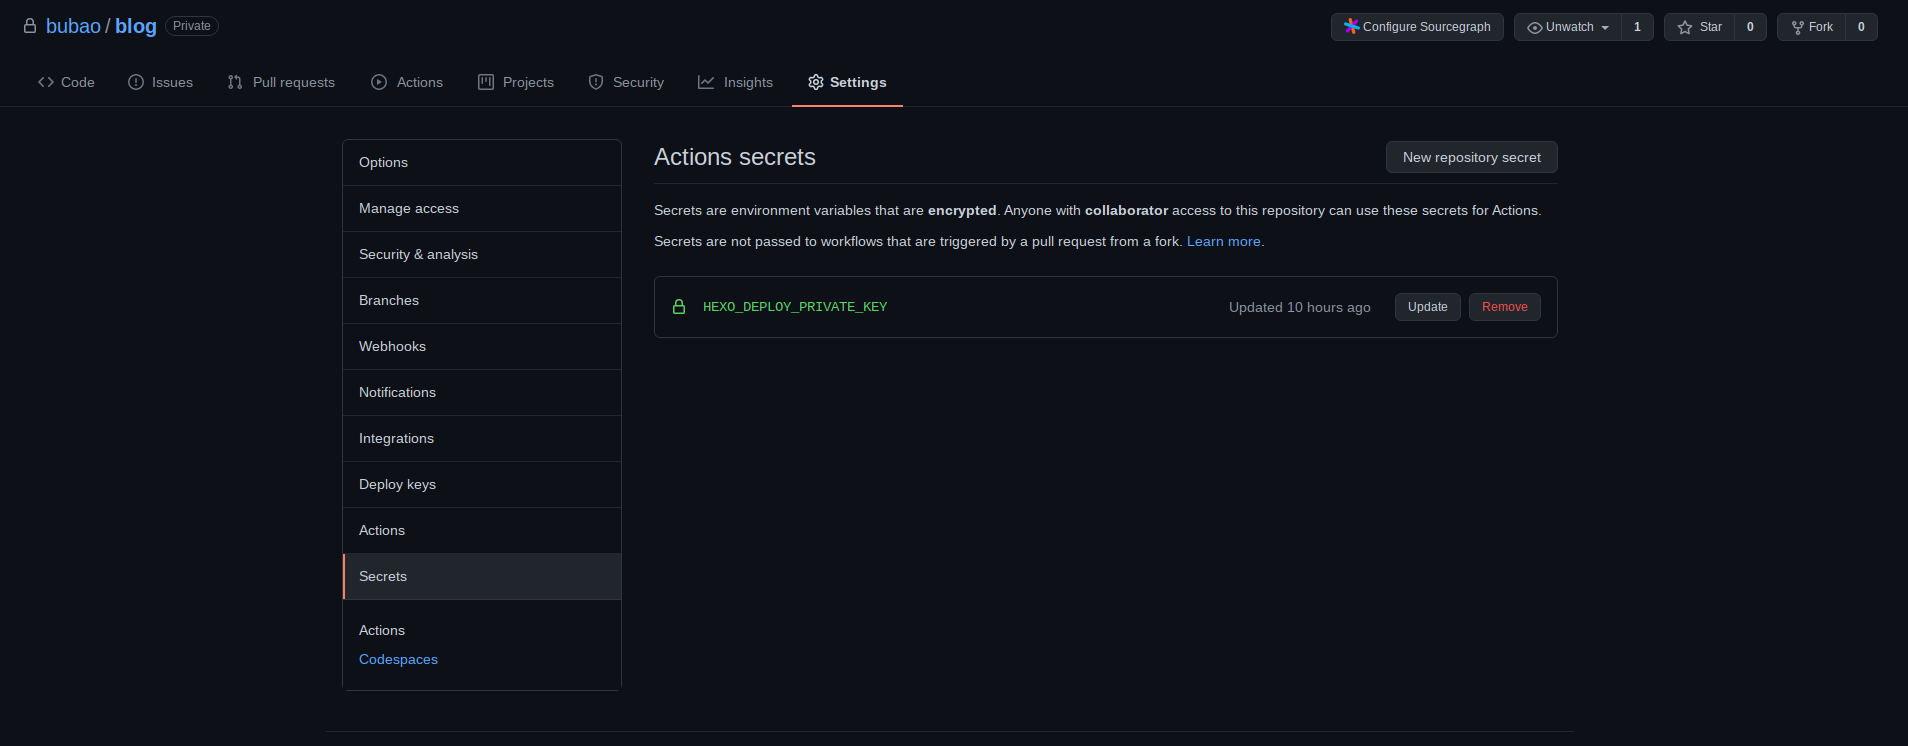 bubao / blog Private
Configure Sourcegraph Unwatch 1 Star 0 Fork 0
Code Issues Pull requests Actions Projects Security Insights Settings
Options
Manage access
Security & analysis
Branches
Webhooks
Notifications
Integrations
Deploy keys
Actions
Secrets
Actions
Codespaces
Actions secrets
New repository secret
Secrets are environment variables that are encrypted. Anyone with collaborator access to this repository can use these secrets for Actions.
Secrets are not passed to workflows that are triggered by a pull request from a fork. Learn more.
HEXO_DEPLOY_PRIVATE_KEY Updated 10 hours ago Update Remove